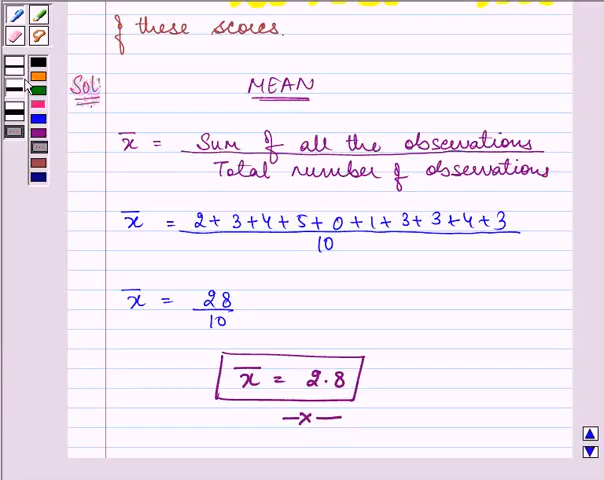 of these scores.
Sol:
MEAN
x̄ = Sum of all the observations
Total number of observations
x̄ = 2+ 3+4+5+0+1+3+3+4+3
10
x̄ = 28
10
x̄ = 2.8
—x—